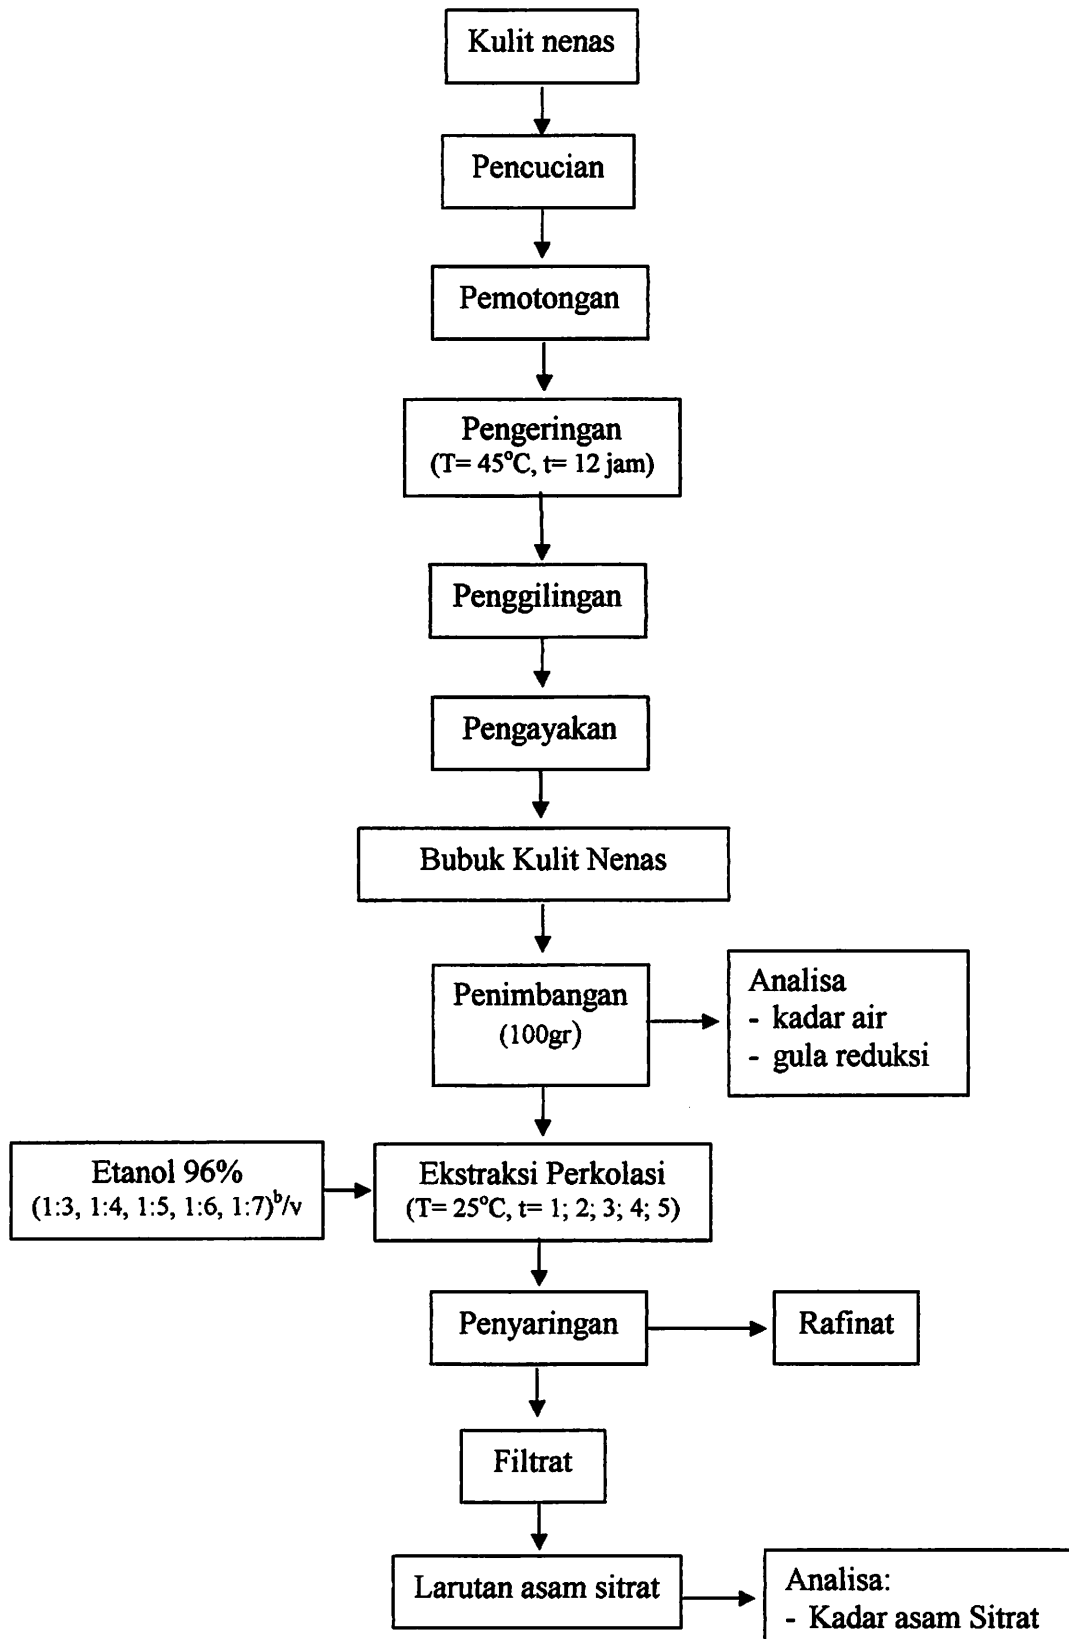 Kulit nenas
Pencucian
Pemotongan
Pengeringan
(T= 45°C, t= 12 jam)
Penggilingan
Pengayakan
Bubuk Kulit Nenas
Penimbangan
(100gr)
Analisa
- kadar air
- gula reduksi
Etanol 96%
(1:3, 1:4, 1:5, 1:6, 1:7)ᵇ/v
Ekstraksi Perkolasi
(T= 25°C, t= 1; 2; 3; 4; 5)
Penyaringan
Rafinat
Filtrat
Larutan asam sitrat
Analisa:
- Kadar asam Sitrat